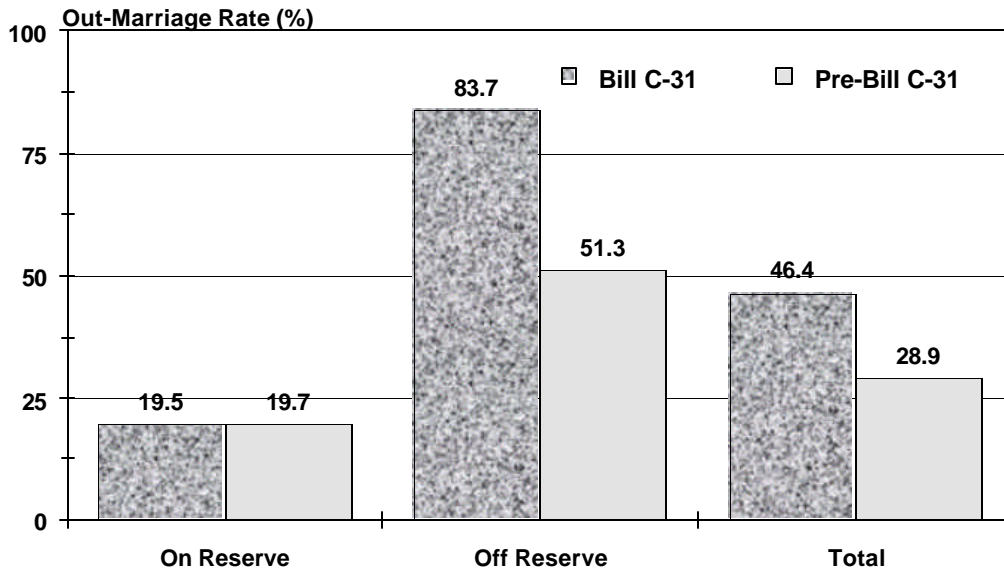 Out-Marriage Rate (%)
100
Bill C-31
Pre-Bill C-31
83.7
75
51.3
50
46.4
28.9
25
19.5
19.7
0
On Reserve
Off Reserve
Total